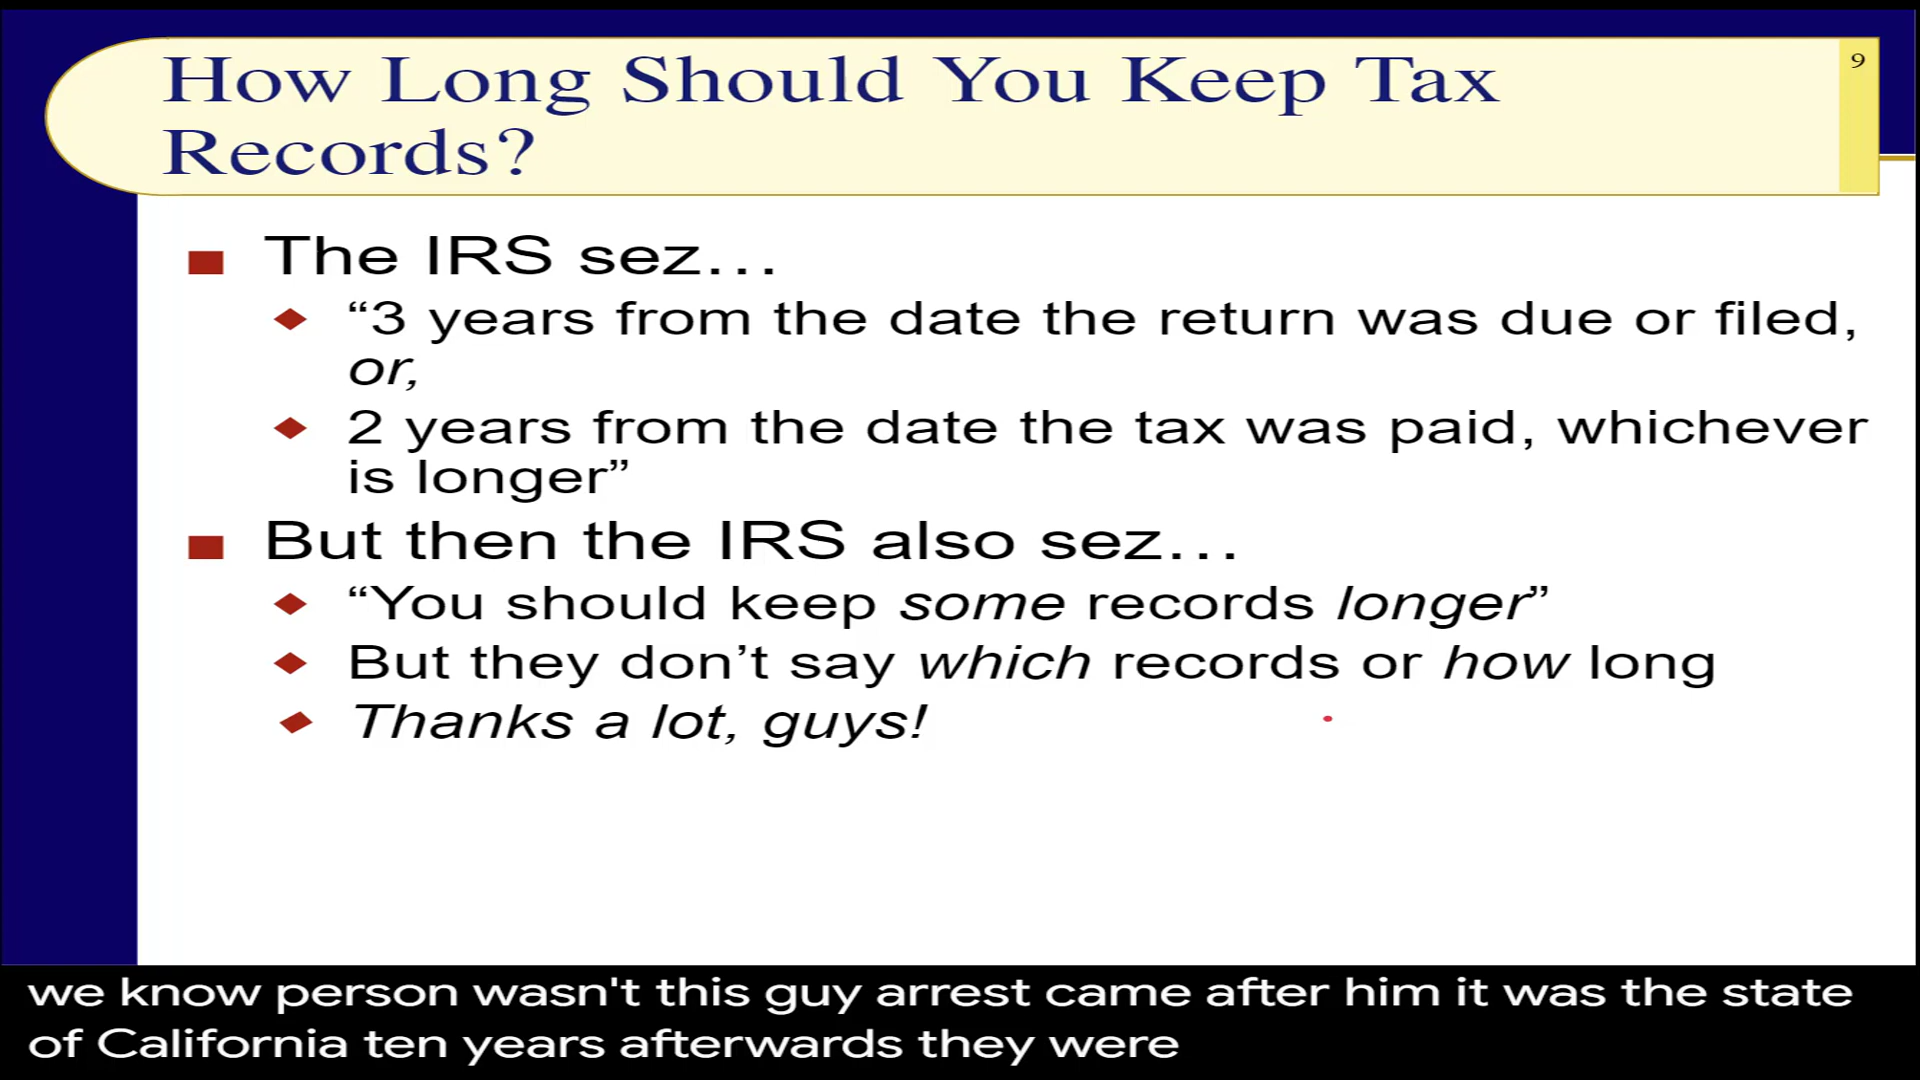 How Long Should You Keep Tax
Records?
9
The IRS sez…
“3 years from the date the return was due or filed,
or,
2 years from the date the tax was paid, whichever
is longer”
But then the IRS also sez…
“You should keep some records longer”
But they don’t say which records or how long
Thanks a lot, guys!
we know person wasn't this guy arrest came after him it was the state
of California ten years afterwards they were